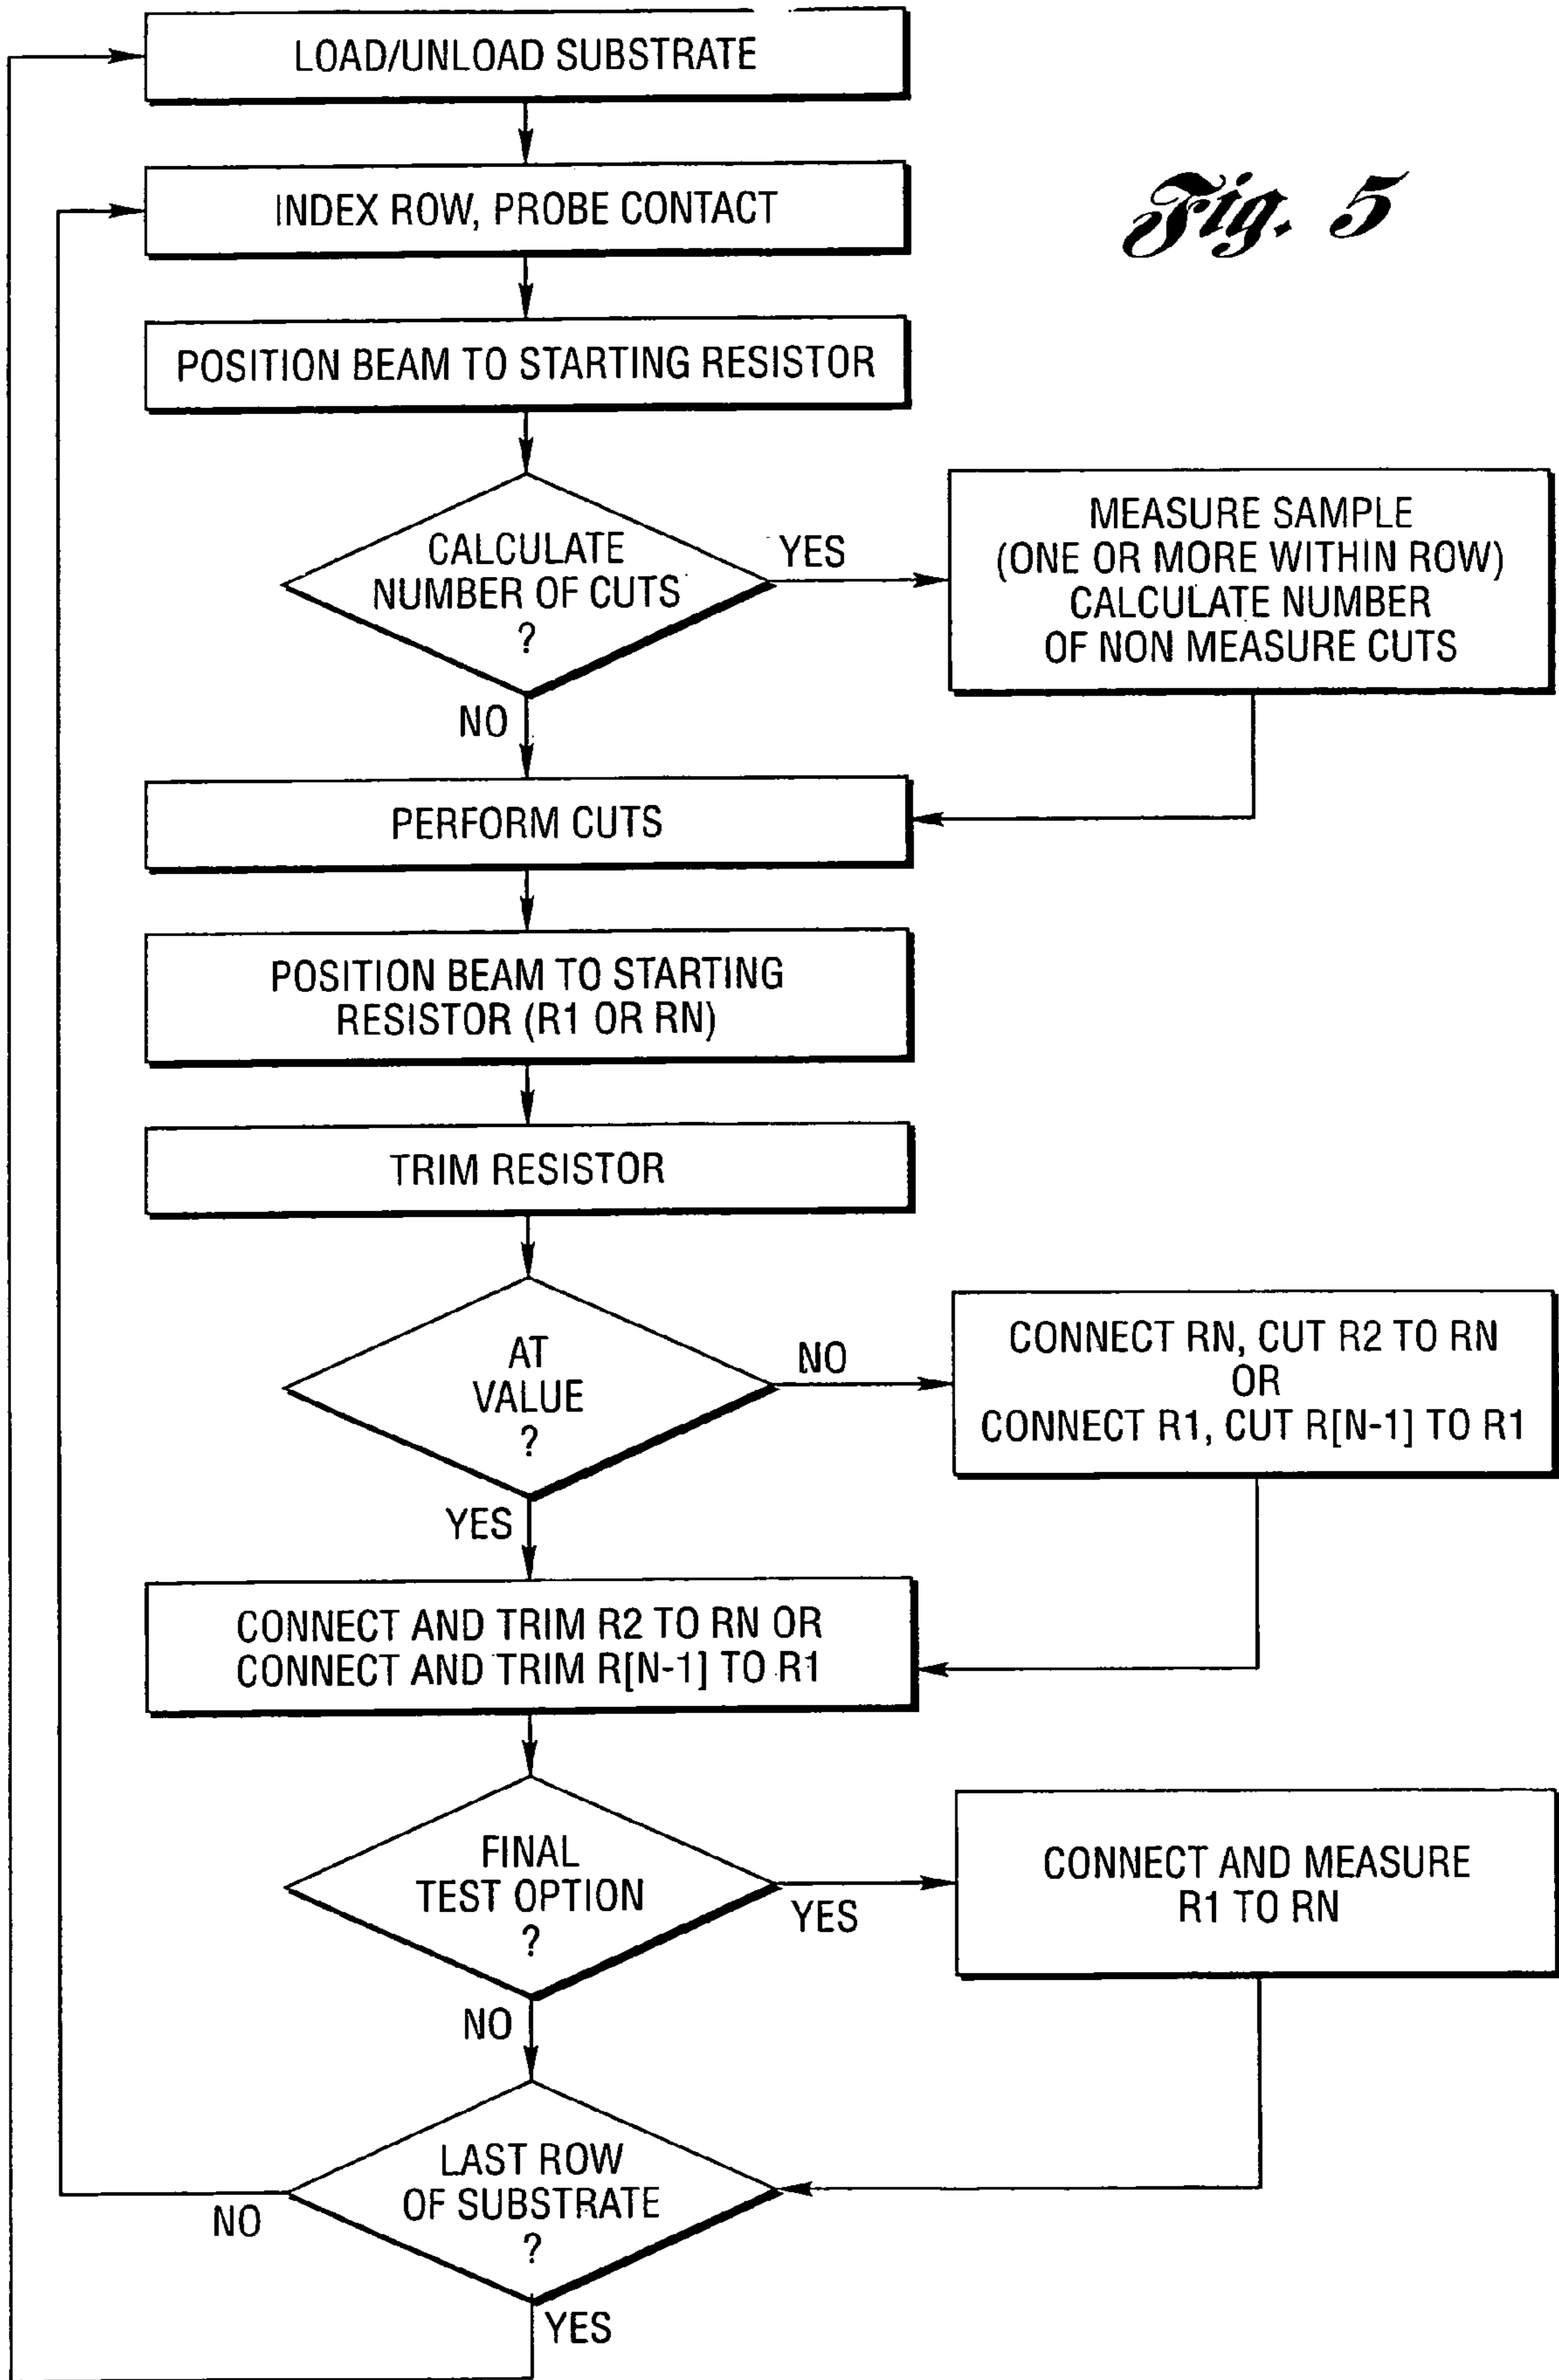 LOAD/UNLOAD SUBSTRATE
INDEX ROW, PROBE CONTACT
Fig. 5
POSITION BEAM TO STARTING RESISTOR
CALCULATE
NUMBER OF CUTS
?
YES
MEASURE SAMPLE
(ONE OR MORE WITHIN ROW)
CALCULATE NUMBER
OF NON MEASURE CUTS
NO
PERFORM CUTS
POSITION BEAM TO STARTING
RESISTOR (R1 OR RN)
TRIM RESISTOR
AT
VALUE
?
NO
CONNECT RN, CUT R2 TO RN
OR
CONNECT R1, CUT R[N-1] TO R1
YES
CONNECT AND TRIM R2 TO RN OR
CONNECT AND TRIM R[N-1] TO R1
FINAL
TEST OPTION
?
YES
CONNECT AND MEASURE
R1 TO RN
NO
LAST ROW
OF SUBSTRATE
?
NO
YES